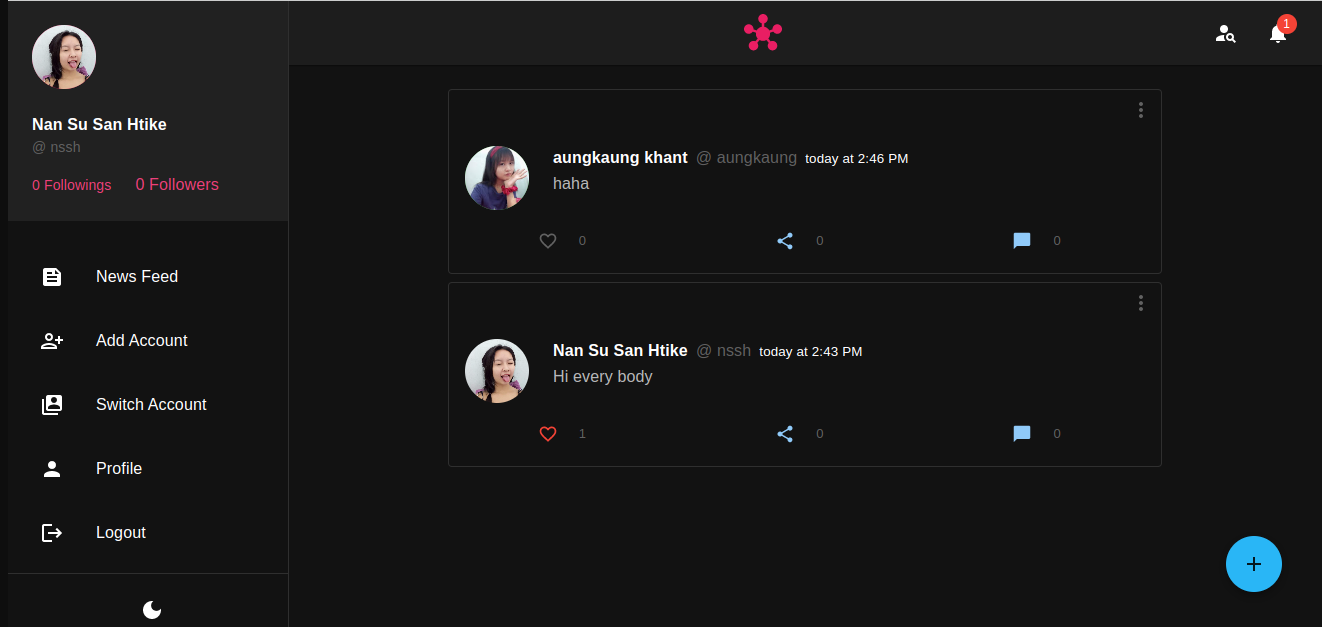 Nan Su San Htike
@ nssh
0 Followings 0 Followers
News Feed
Add Account
Switch Account
Profile
Logout
1
aungkaung khant @ aungkaung today at 2:46 PM
haha
0 0 0
Nan Su San Htike @ nssh today at 2:43 PM
Hi every body
1 0 0